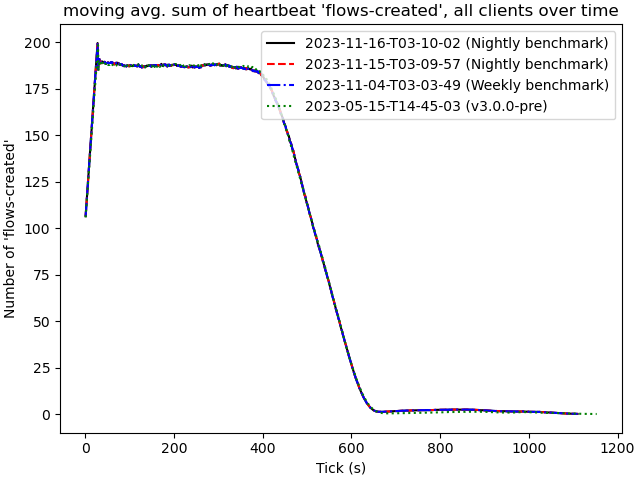 moving avg. sum of heartbeat 'flows-created', all clients over time
2023-11-16-T03-10-02 (Nightly benchmark)
2023-11-15-T03-09-57 (Nightly benchmark)
2023-11-04-T03-03-49 (Weekly benchmark)
2023-05-15-T14-45-03 (v3.0.0-pre)
Number of 'flows-created'
200
175
150
125
100
75
50
25
0
0 200 400 600 800 1000 1200
Tick (s)